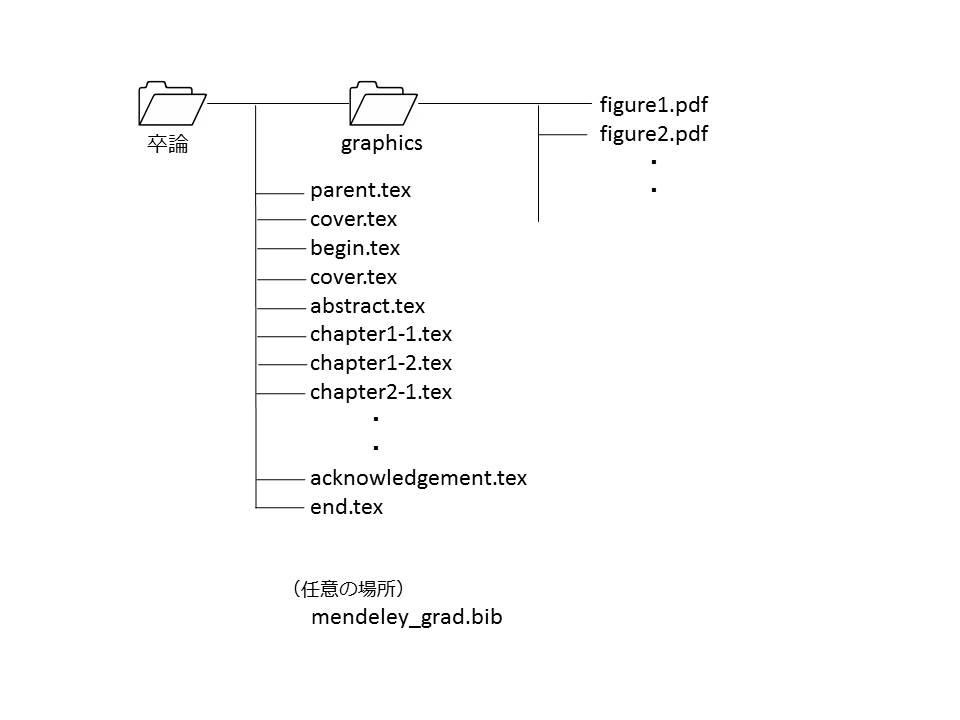 卒論
graphics
figure1.pdf
figure2.pdf
・
・
parent.tex
cover.tex
begin.tex
cover.tex
abstract.tex
chapter1-1.tex
chapter1-2.tex
chapter2-1.tex
・
・
acknowledgement.tex
end.tex
（任意の場所）
mendeley_grad.bib